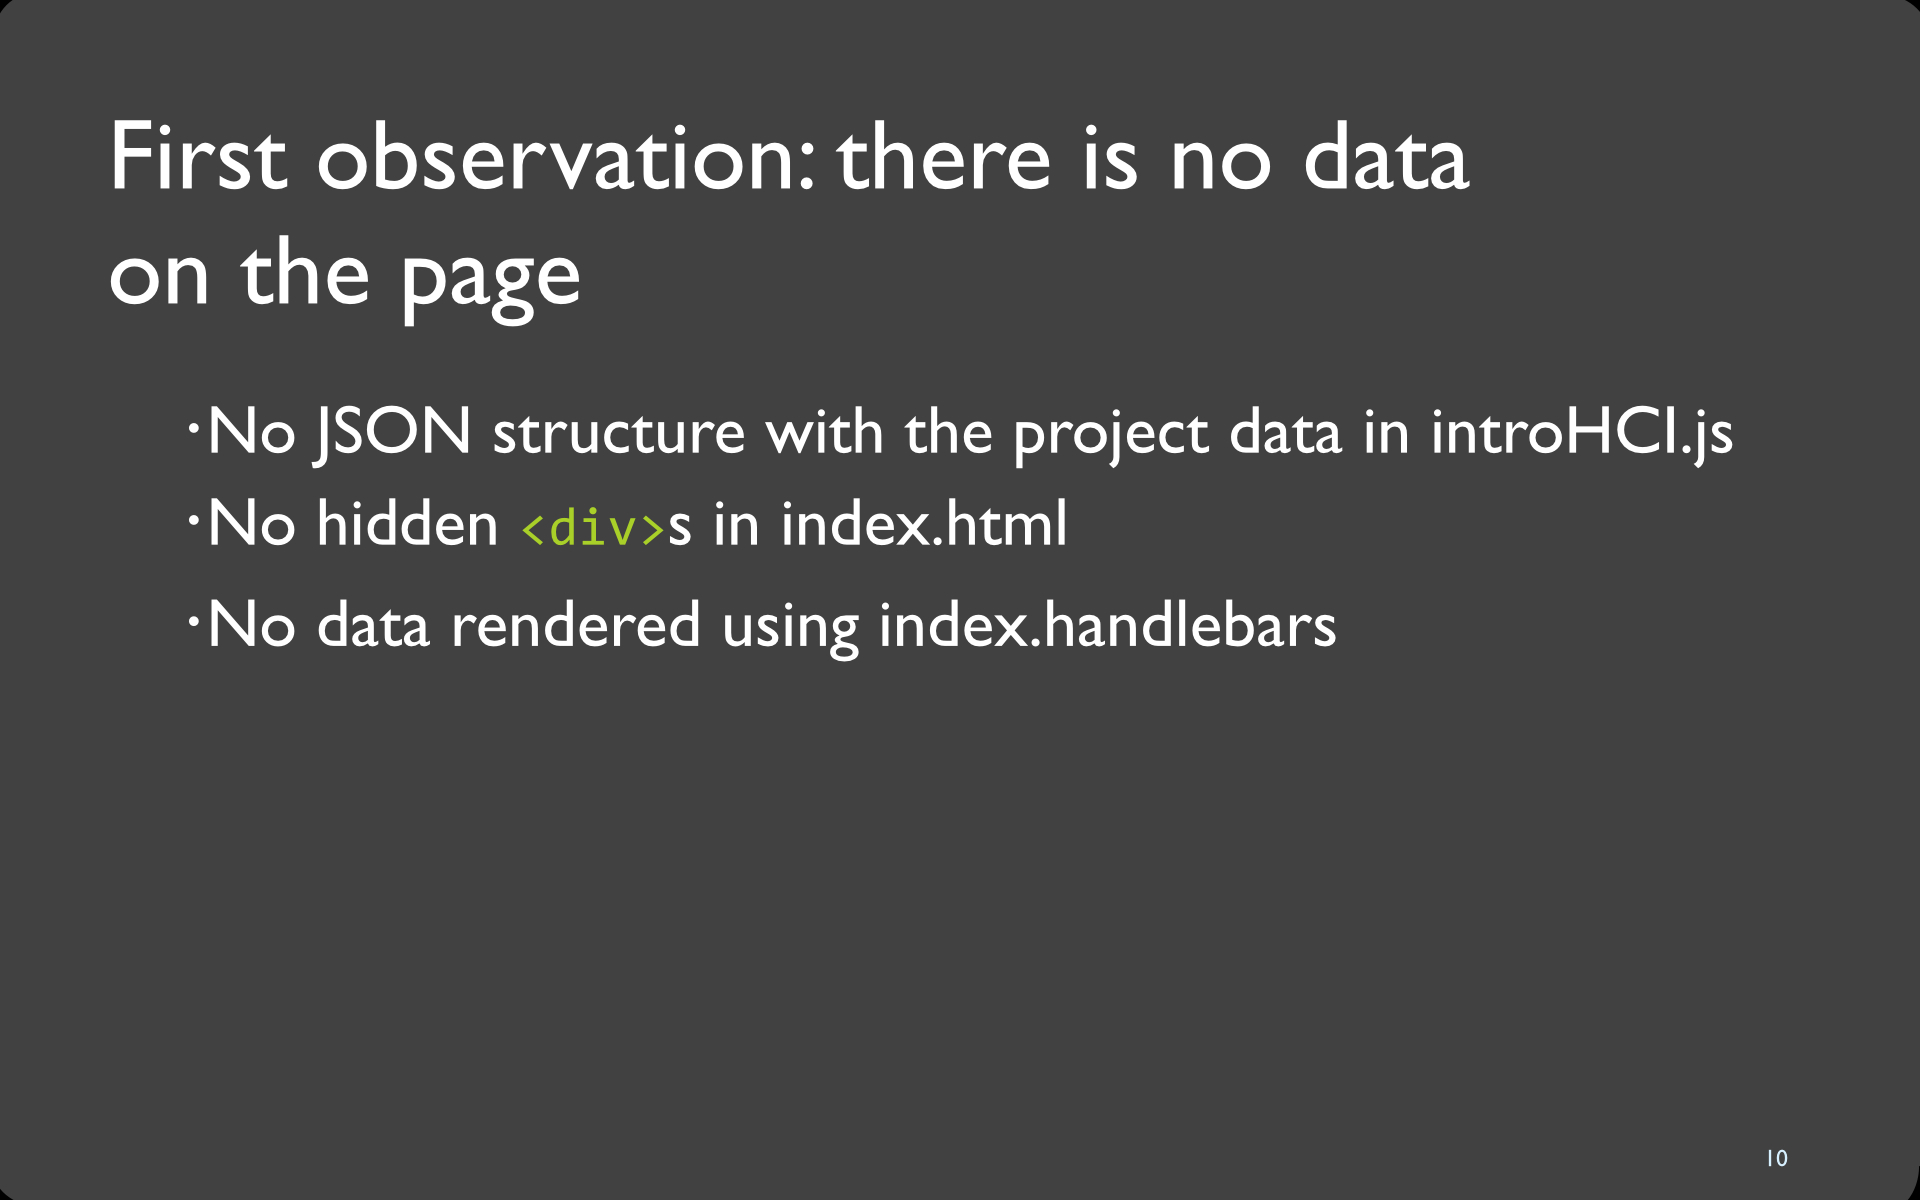 First observation: there is no data
on the page
•No JSON structure with the project data in introHCI.js
•No hidden <div>s in index.html
•No data rendered using index.handlebars
10